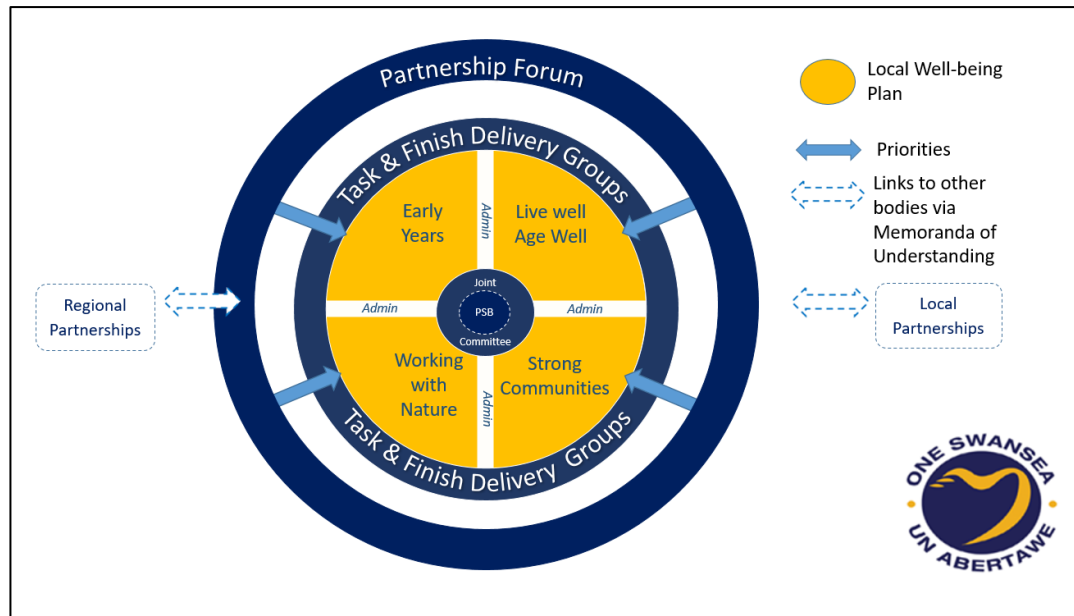 Partnership Forum
Task & Finish Delivery Groups
Early
Years
Admin
Live well
Age Well
Admin
Joint
PSB
Committee
Admin
Working
with
Nature
Admin
Strong
Communities
Task & Finish Delivery Groups
Regional
Partnerships
Local Well-being
Plan
Priorities
Links to other
bodies via
Memoranda of
Understanding
Local
Partnerships
ONE SWANSEA
UN ABERTAWE